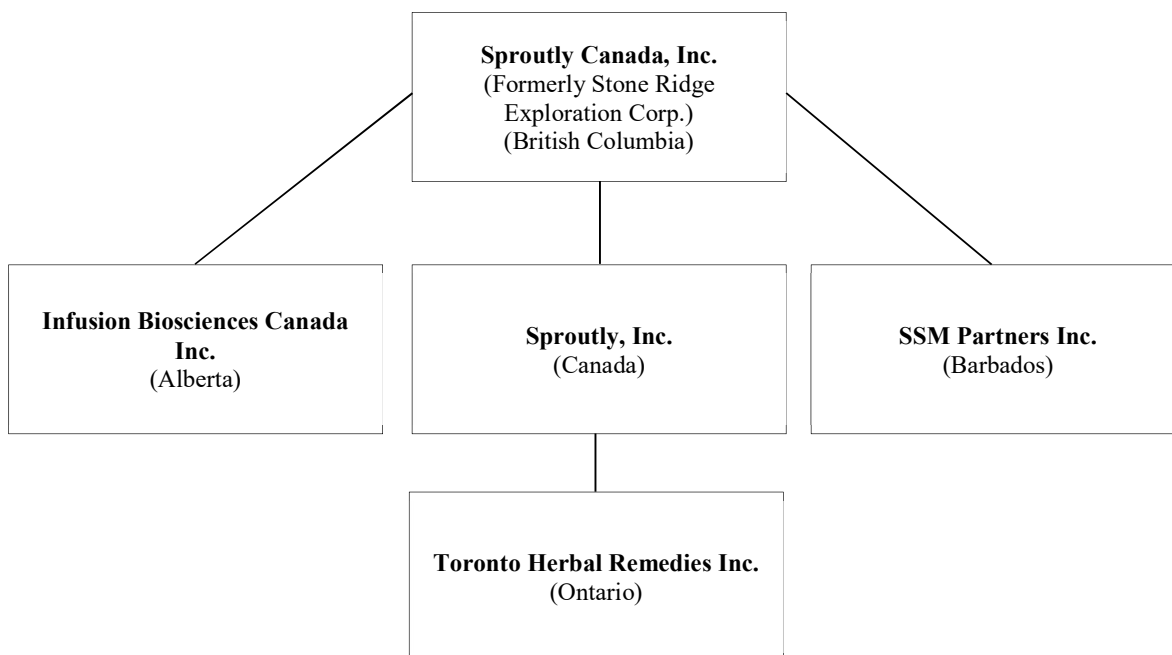 Sproutly Canada, Inc.
(Formerly Stone Ridge
Exploration Corp.)
(British Columbia)
Infusion Biosciences Canada
Inc.
(Alberta)
Sproutly, Inc.
(Canada)
SSM Partners Inc.
(Barbados)
Toronto Herbal Remedies Inc.
(Ontario)